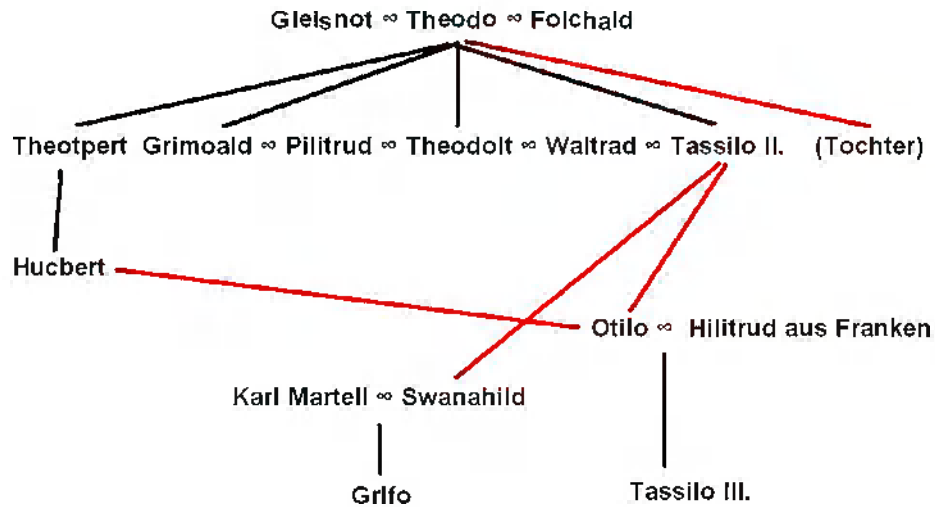 Gleisnot ∞ Theodo ∞ Folchaid
Theotpert Grimoald ∞ Pilitrud ∞ Theodolt ∞ Waltrad ∞ Tassilo II. (Tochter)
Hucbert
Otilo ∞ Hilitrud aus Franken
Karl Martell ∞ Swanahild
Grifo
Tassilo III.